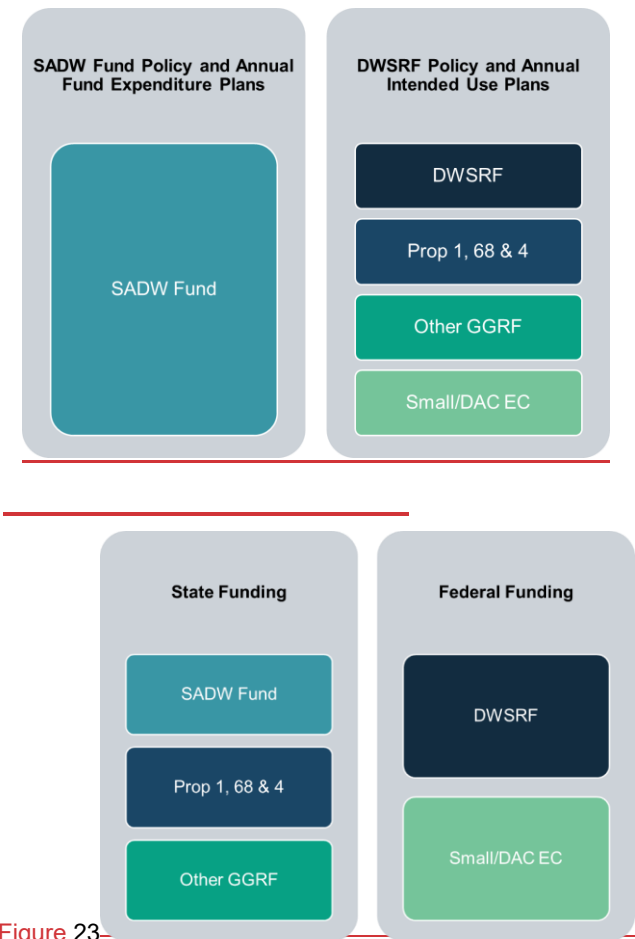 SADW Fund Policy and Annual
Fund Expenditure Plans
SADW Fund
DWSRF Policy and Annual
Intended Use Plans
DWSRF
Prop 1, 68 & 4
Other GGRF
Small/DAC EC
State Funding
SADW Fund
Prop 1, 68 & 4
Other GGRF
Federal Funding
DWSRF
Small/DAC EC
Figure 23